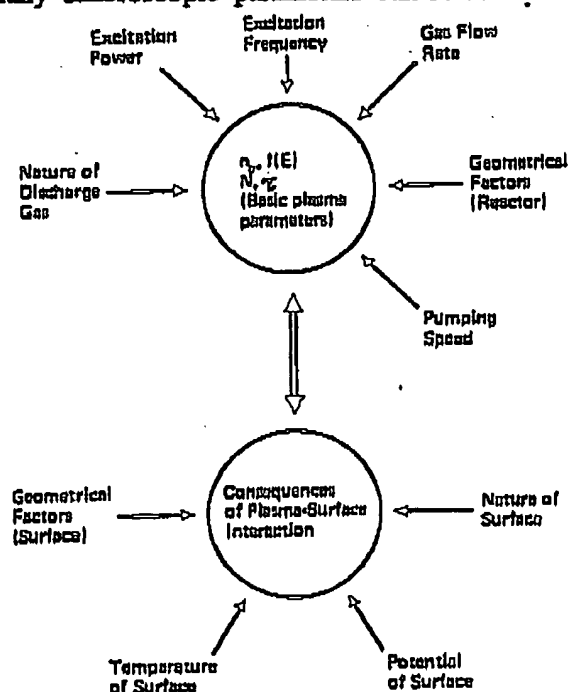 Excitation
Power
Excitation
Frequency
Gas Flow
Rate
Nature of
Discharge
Gas
f(E)
N, τ
(Basic plasma
parameters)
Geometrical
Factors
(Reactor)
Pumping
Speed
Geometrical
Factors
(Surface)
Consequences
of Plasma-Surface
Interaction
Nature of
Surface
Temperature
of Surface
Potential
of Surface